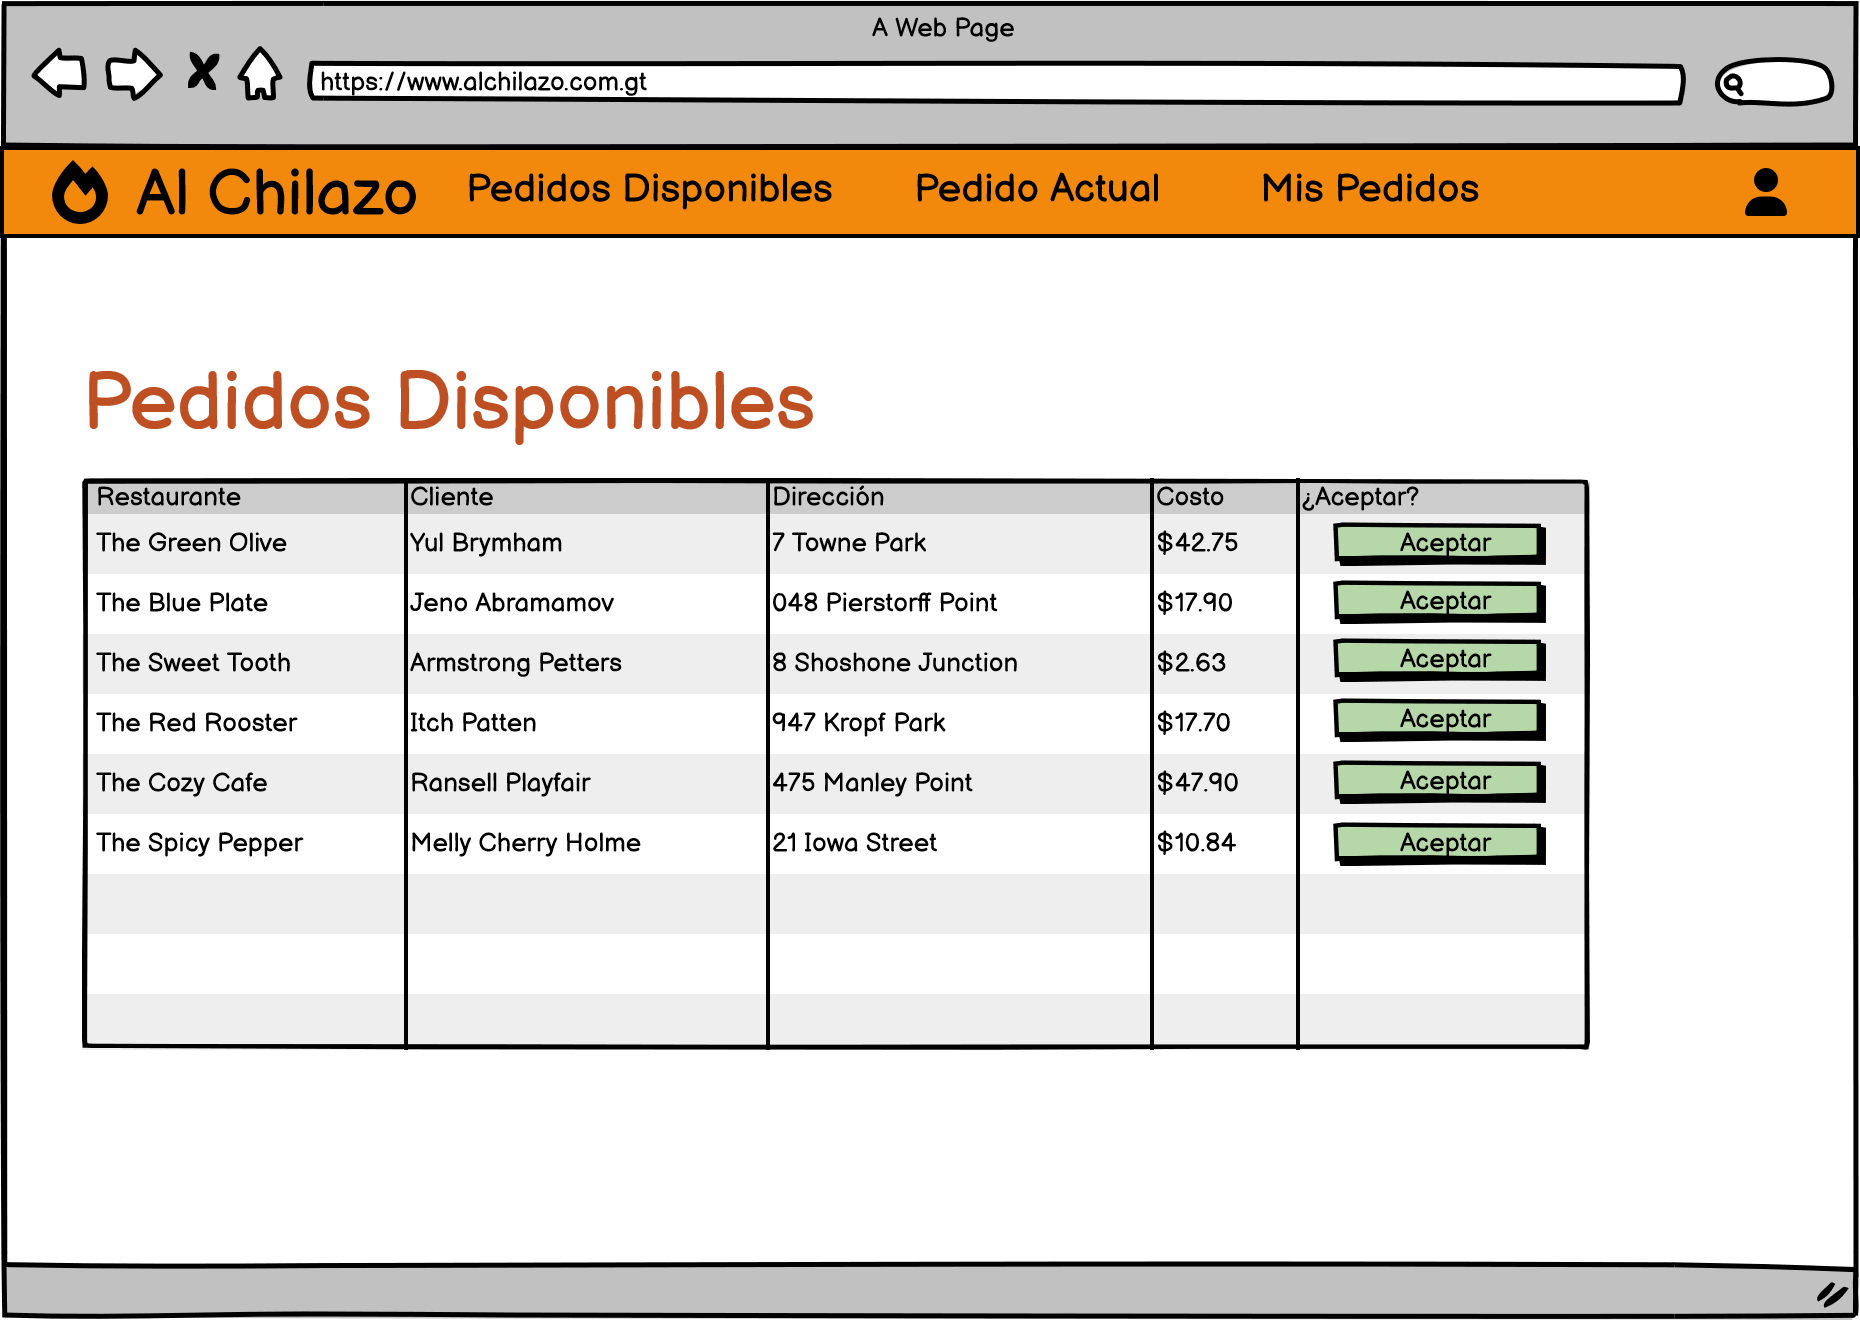 A Web Page
https://www.alchilazo.com.gt
Al Chilazo Pedidos Disponibles Pedido Actual Mis Pedidos
Pedidos Disponibles
Restaurante Cliente Dirección Costo ¿Aceptar?
The Green Olive Yul Brymham 7 Towne Park $42.75 Aceptar
The Blue Plate Jeno Abramamov 048 Pierstorff Point $17.90 Aceptar
The Sweet Tooth Armstrong Petters 8 Shoshone Junction $2.63 Aceptar
The Red Rooster Itch Patten 947 Kropf Park $17.70 Aceptar
The Cozy Cafe Ransell Playfair 475 Manley Point $47.90 Aceptar
The Spicy Pepper Melly Cherry Holme 21 Iowa Street $10.84 Aceptar